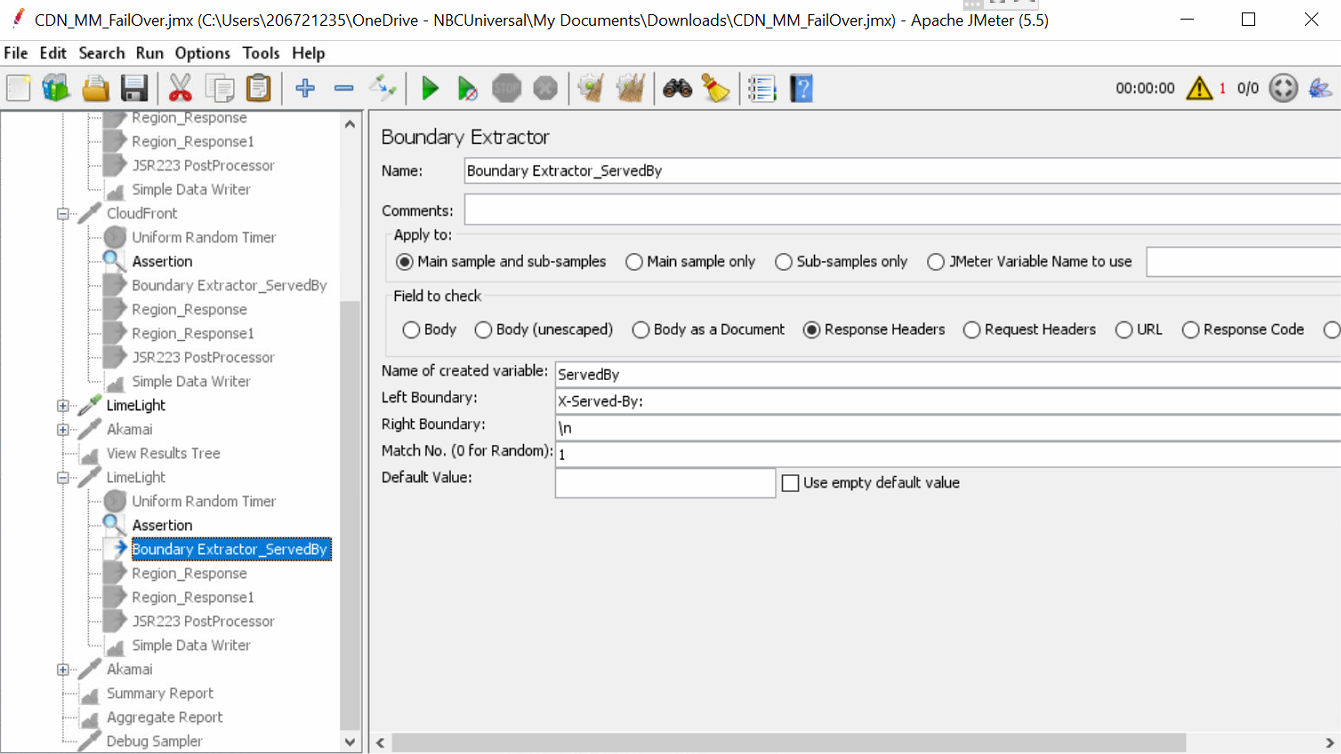 CDN_MM_FailOver.jmx (C:\Users\206721235\OneDrive - NBCUniversal\My Documents\Downloads\CDN_MM_FailOver.jmx) - Apache JMeter (5.5)
File Edit Search Run Options Tools Help
STOP 00:00:00 1 0/0
Region_Response
Region_Response1
JSR223 PostProcessor
Simple Data Writer
CloudFront
Uniform Random Timer
Assertion
Boundary Extractor_ServedBy
Region_Response
Region_Response1
JSR223 PostProcessor
Simple Data Writer
LimeLight
Akamai
View Results Tree
LimeLight
Uniform Random Timer
Assertion
Boundary Extractor_ServedBy
Region_Response
Region_Response1
JSR223 PostProcessor
Simple Data Writer
Akamai
Summary Report
Aggregate Report
Debug Sampler
Boundary Extractor
Name: Boundary Extractor_ServedBy
Comments:
Apply to:
Main sample and sub-samples Main sample only Sub-samples only JMeter Variable Name to use
Field to check
Body Body (unescaped) Body as a Document Response Headers Request Headers URL Response Code
Name of created variable: ServedBy
Left Boundary: X-Served-By:
Right Boundary: \n
Match No. (0 for Random): 1
Default Value: Use empty default value